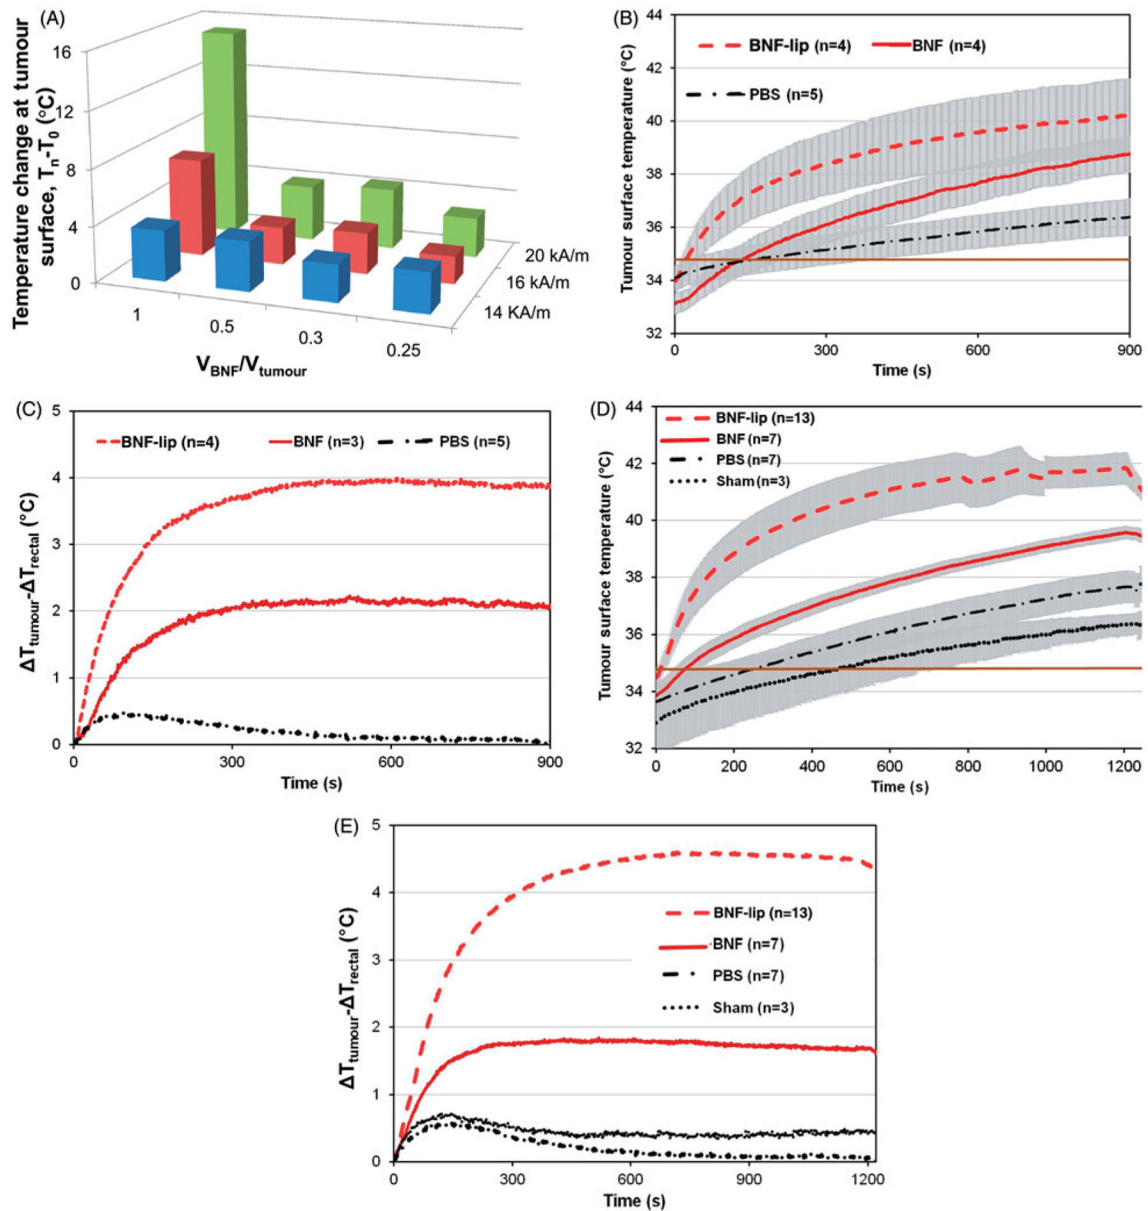 (A)
Temperature change at tumour
surface, Tn-T0 (°C)
16
12
8
4
0
1
0.5
0.3
0.25
VBNF/Vtumour
20 kA/m
16 kA/m
14 KA/m
(B)
Tumour surface temperature (°C)
44
42
40
38
36
34
32
BNF-lip (n=4)
BNF (n=4)
PBS (n=5)
0
300
600
900
Time (s)
(C)
ΔTtumour-ΔTrectal (°C)
5
4
3
2
1
0
BNF-lip (n=4)
BNF (n=3)
PBS (n=5)
0
300
600
900
Time (s)
(D)
Tumour surface temperature (°C)
44
42
40
38
36
34
32
BNF-lip (n=13)
BNF (n=7)
PBS (n=7)
Sham (n=3)
0
200
400
600
800
1000
1200
Time (s)
(E)
ΔTtumour-ΔTrectal (°C)
5
4
3
2
1
0
BNF-lip (n=13)
BNF (n=7)
PBS (n=7)
Sham (n=3)
0
300
600
900
1200
Time (s)